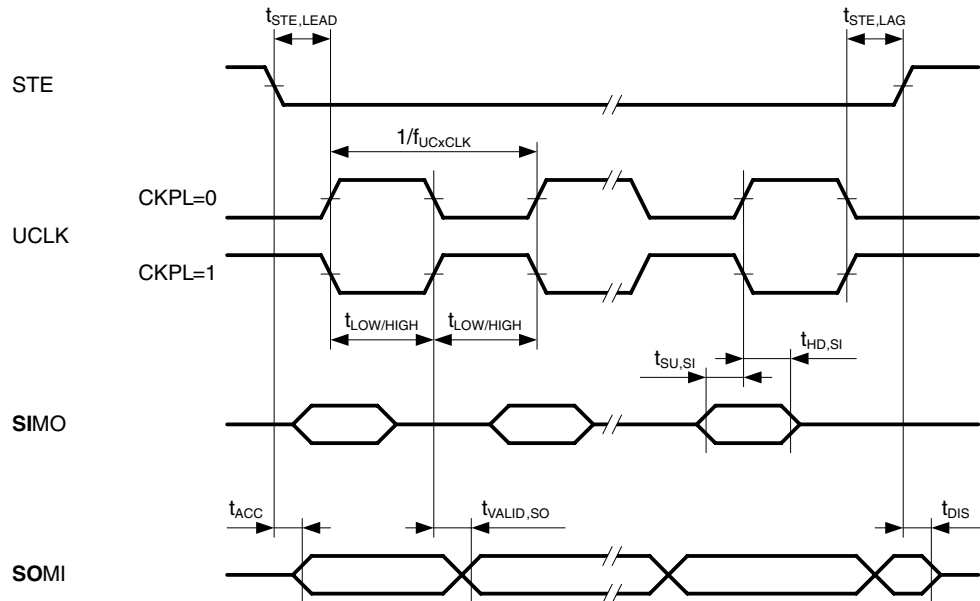 tSTE,LEAD
tSTE,LAG
STE
1/fUCxCLK
CKPL=0
UCLK
CKPL=1
tLOW/HIGH tLOW/HIGH
tHD,SI
tSU,SI
SIMO
tACC
tVALID,SO
tDIS
SOMI